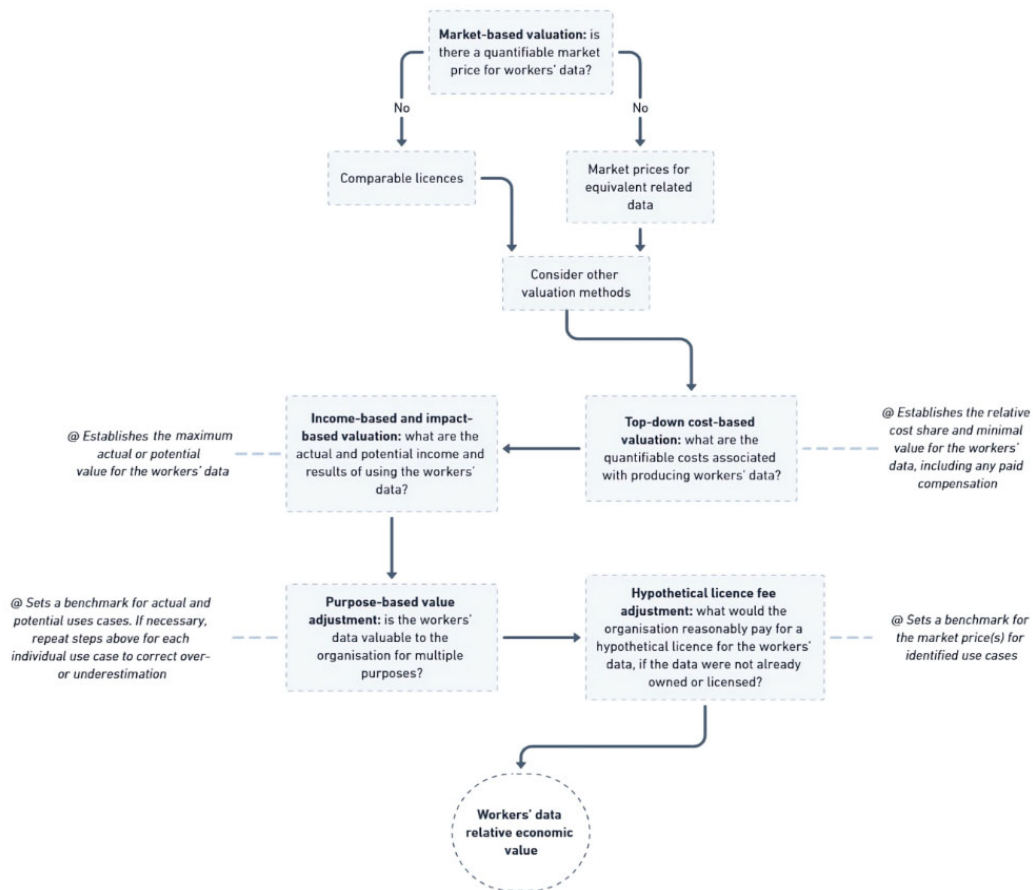 Market-based valuation: is
there a quantifiable market
price for workers' data?
No
No
Comparable licences
Market prices for
equivalent related
data
Consider other
valuation methods
@ Establishes the maximum
actual or potential
value for the workers' data
Income-based and impact-
based valuation: what are the
actual and potential income and
results of using the workers'
data?
Top-down cost-based
valuation: what are the
quantifiable costs associated
with producing workers' data?
@ Establishes the relative
cost share and minimal
value for the workers'
data, including any paid
compensation
@ Sets a benchmark for actual and
potential uses cases. If necessary,
repeat steps above for each
individual use case to correct over-
or underestimation
Purpose-based value
adjustment: is the workers'
data valuable to the
organisation for multiple
purposes?
Hypothetical licence fee
adjustment: what would the
organisation reasonably pay for a
hypothetical licence for the workers'
data, if the data were not already
owned or licensed?
@ Sets a benchmark for
the market price(s) for
identified use cases
Workers' data
relative economic
value